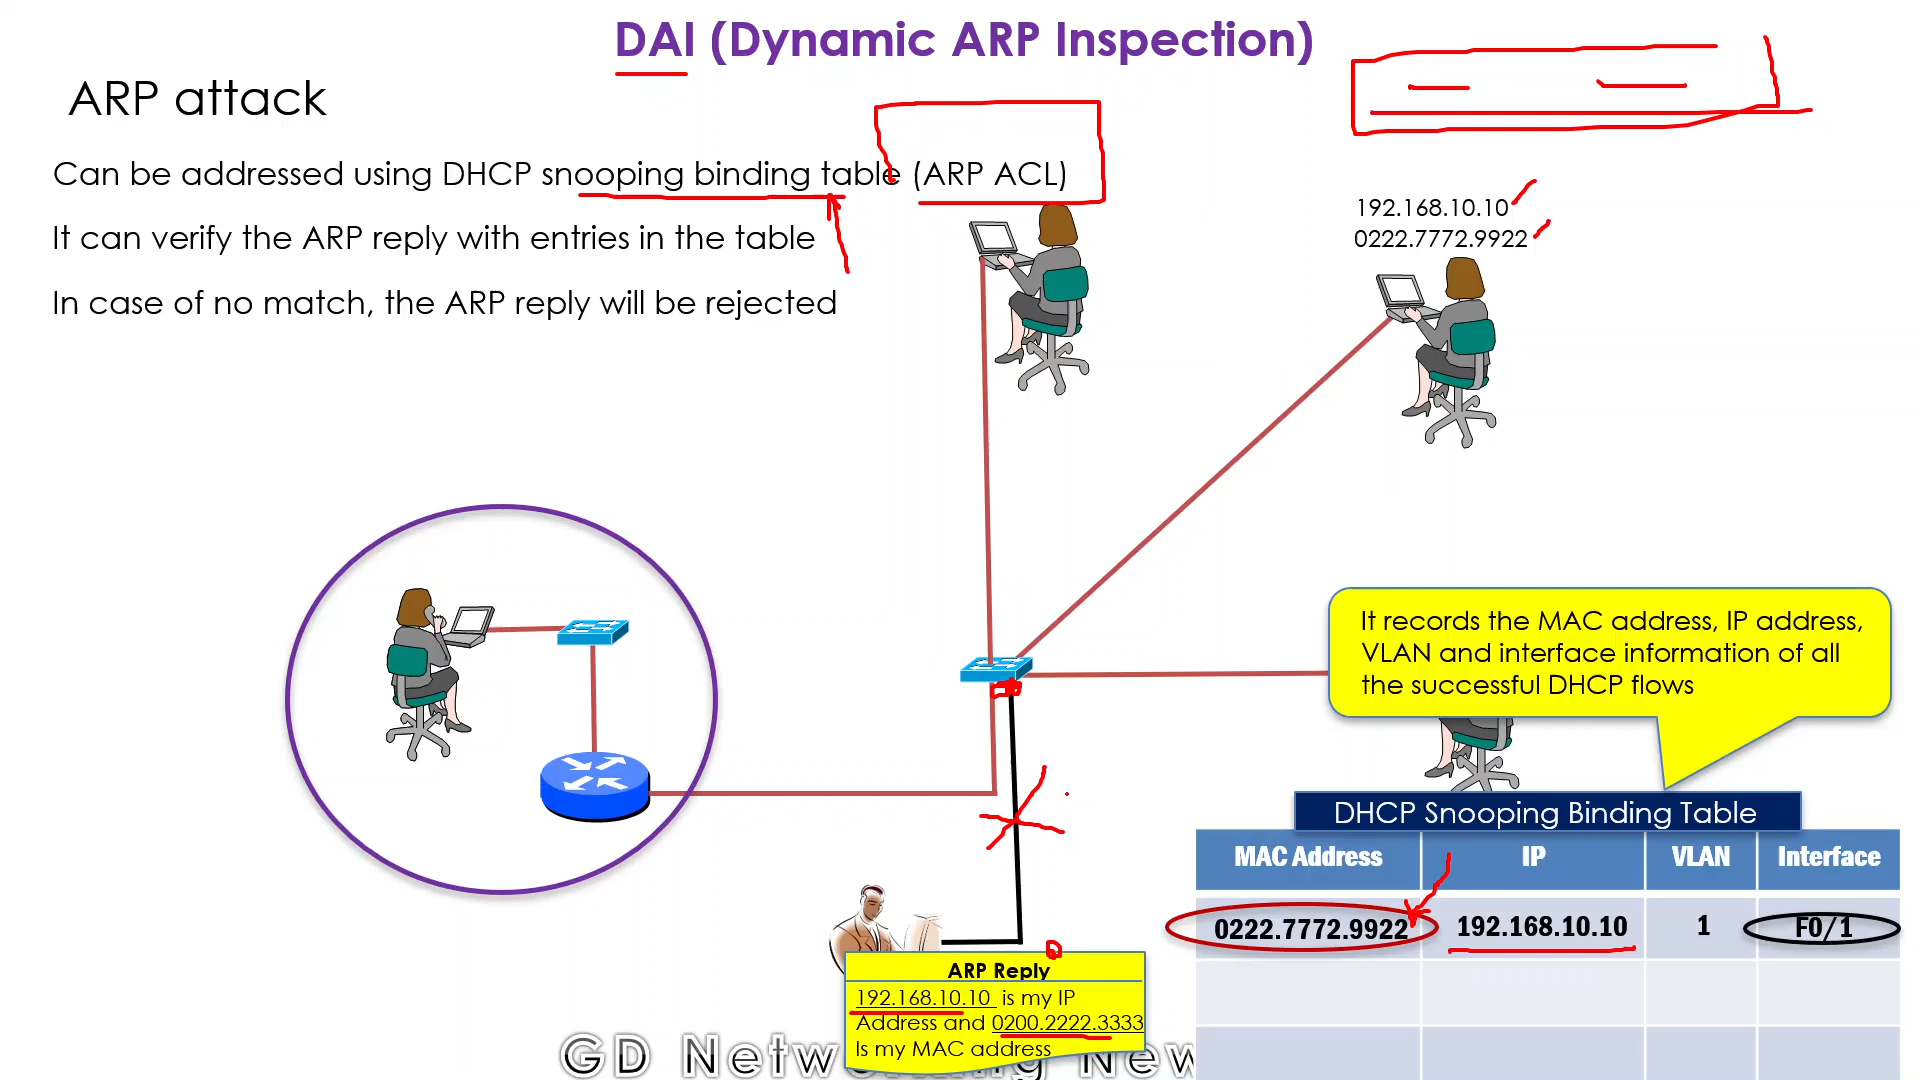 DAI (Dynamic ARP Inspection)
ARP attack
Can be addressed using DHCP snooping binding table (ARP ACL)
It can verify the ARP reply with entries in the table
In case of no match, the ARP reply will be rejected
192.168.10.10
0222.7772.9922
It records the MAC address, IP address,
VLAN and interface information of all
the successful DHCP flows
DHCP Snooping Binding Table
MAC Address IP VLAN Interface
0222.7772.9922 192.168.10.10 1 F0/1
ARP Reply
192.168.10.10 is my IP
Address and 0200.2222.3333
Is my MAC address
GD